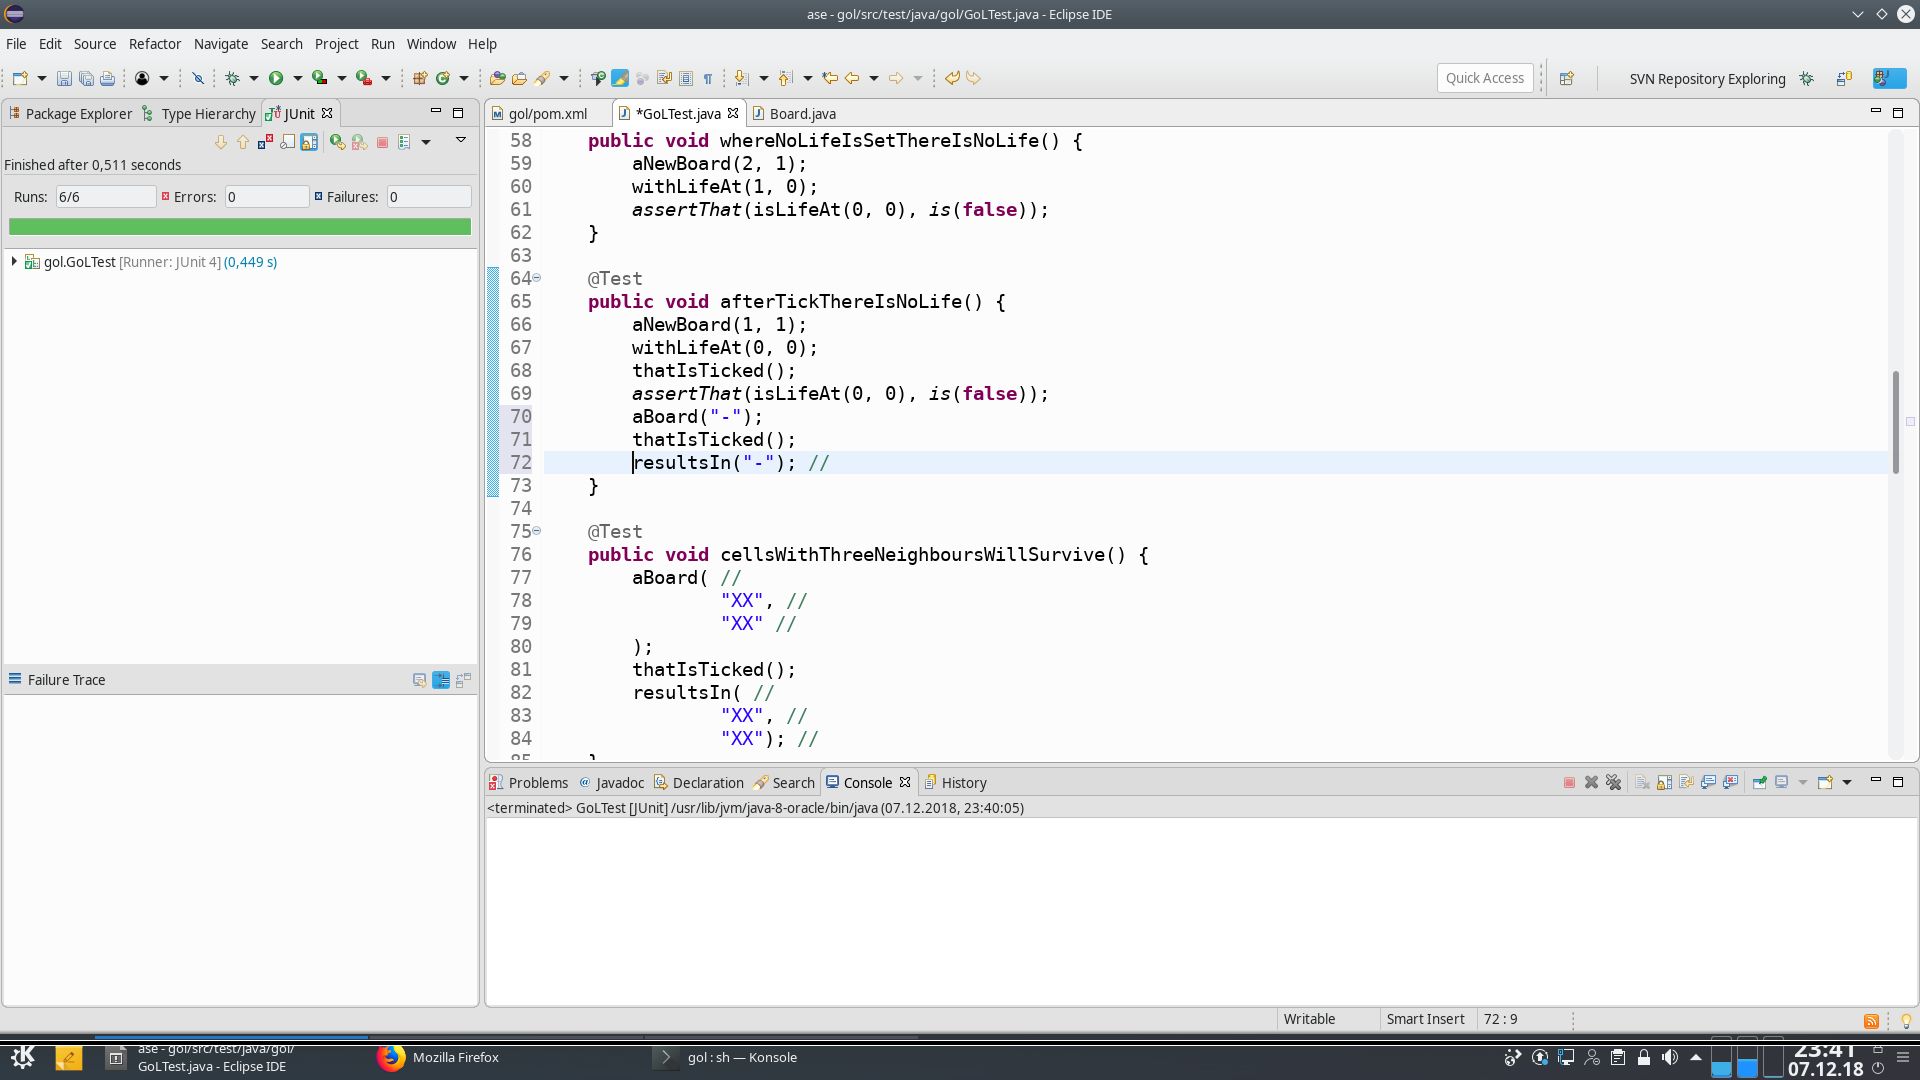 ase - gol/src/test/java/gol/GoLTest.java - Eclipse IDE
File Edit Source Refactor Navigate Search Project Run Window Help
Quick Access SVN Repository Exploring
Package Explorer Type Hierarchy JUnit
gol/pom.xml *GoLTest.java Board.java
Finished after 0,511 seconds
Runs: 6/6 Errors: 0 Failures: 0
gol.GoLTest [Runner: JUnit 4] (0,449 s)
Failure Trace
58 public void whereNoLifeIsSetThereIsNoLife() {
59 aNewBoard(2, 1);
60 withLifeAt(1, 0);
61 assertThat(isLifeAt(0, 0), is(false));
62 }
63
64 @Test
65 public void afterTickThereIsNoLife() {
66 aNewBoard(1, 1);
67 withLifeAt(0, 0);
68 thatIsTicked();
69 assertThat(isLifeAt(0, 0), is(false));
70 aBoard("-");
71 thatIsTicked();
72 resultsIn("-"); //
73 }
74
75 @Test
76 public void cellsWithThreeNeighboursWillSurvive() {
77 aBoard( //
78 "XX", //
79 "XX" //
80 );
81 thatIsTicked();
82 resultsIn( //
83 "XX", //
84 "XX"); //
85 }
Problems Javadoc Declaration Search Console History
<terminated> GoLTest [JUnit] /usr/lib/jvm/java-8-oracle/bin/java (07.12.2018, 23:40:05)
Writable Smart Insert 72 : 9
ase - gol/src/test/java/gol/
GoLTest.java - Eclipse IDE
Mozilla Firefox
gol : sh — Konsole
23:41
07.12.18